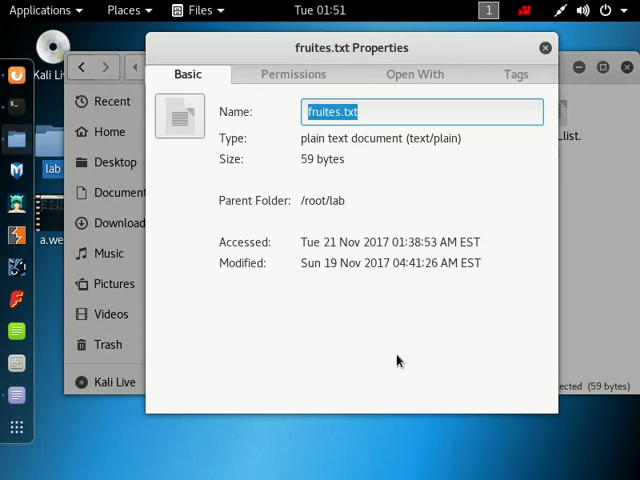 Applications Places Files Tue 01:51 1
Kali Live
fruites.txt Properties
Basic Permissions Open With Tags
Name: fruites.txt
Type: plain text document (text/plain)
Size: 59 bytes
Parent Folder: /root/lab
Accessed: Tue 21 Nov 2017 01:38:53 AM EST
Modified: Sun 19 Nov 2017 04:41:26 AM EST
Recent
Home
Desktop
Document
Download
Music
Pictures
Videos
Trash
Kali Live
lab
a.we
list.
ected (59 bytes)